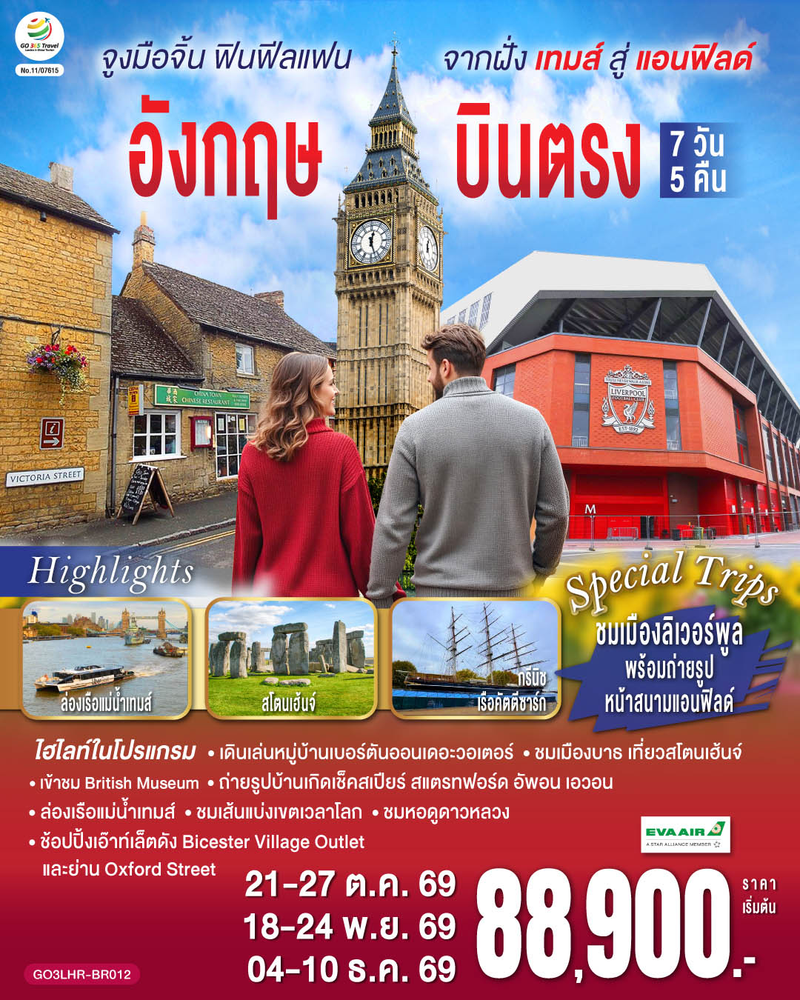 GO 365 Travel
Leaders in Global Tourism
No.11/07615
จูงมือจิ้น ฟินฟีลแฟน
จากฝั่ง เทมส์ สู่ แอนฟิลด์
อังกฤษ บินตรง
7 วัน
5 คืน
CHINA TOWN
CHINESE RESTAURANT
i
VICTORIA STREET
YOU'LL NEVER WALK ALONE
LIVERPOOL
FOOTBALL CLUB
EST·1892
M
Highlights
Special Trips
ล่องเรือแม่น้ำเทมส์
สโตนเฮ้นจ์
กรีนิช
เรือคัตตีซาร์ก
ชมเมืองลิเวอร์พูล
พร้อมถ่ายรูป
หน้าสนามแอนฟิลด์
ไฮไลท์ในโปรแกรม • เดินเล่นหมู่บ้านเบอร์ตันออนเดอะวอเตอร์ • ชมเมืองบาธ เที่ยวสโตนเฮ้นจ์
• เข้าชม British Museum • ถ่ายรูปบ้านเกิดเช็คสเปียร์ สแตรทฟอร์ด อัพอน เอวอน
• ล่องเรือแม่น้ำเทมส์ • ชมเส้นแบ่งเขตเวลาโลก • ชมหอดูดาวหลวง
• ช้อปปิ้งเอ๊าท์เล็ตดัง Bicester Village Outlet
และย่าน Oxford Street
EVA AIR
A STAR ALLIANCE MEMBER
21-27 ต.ค. 69
18-24 พ.ย. 69
04-10 ธ.ค. 69
88,900.-
ราคา
เริ่มต้น
GO3LHR-BR012